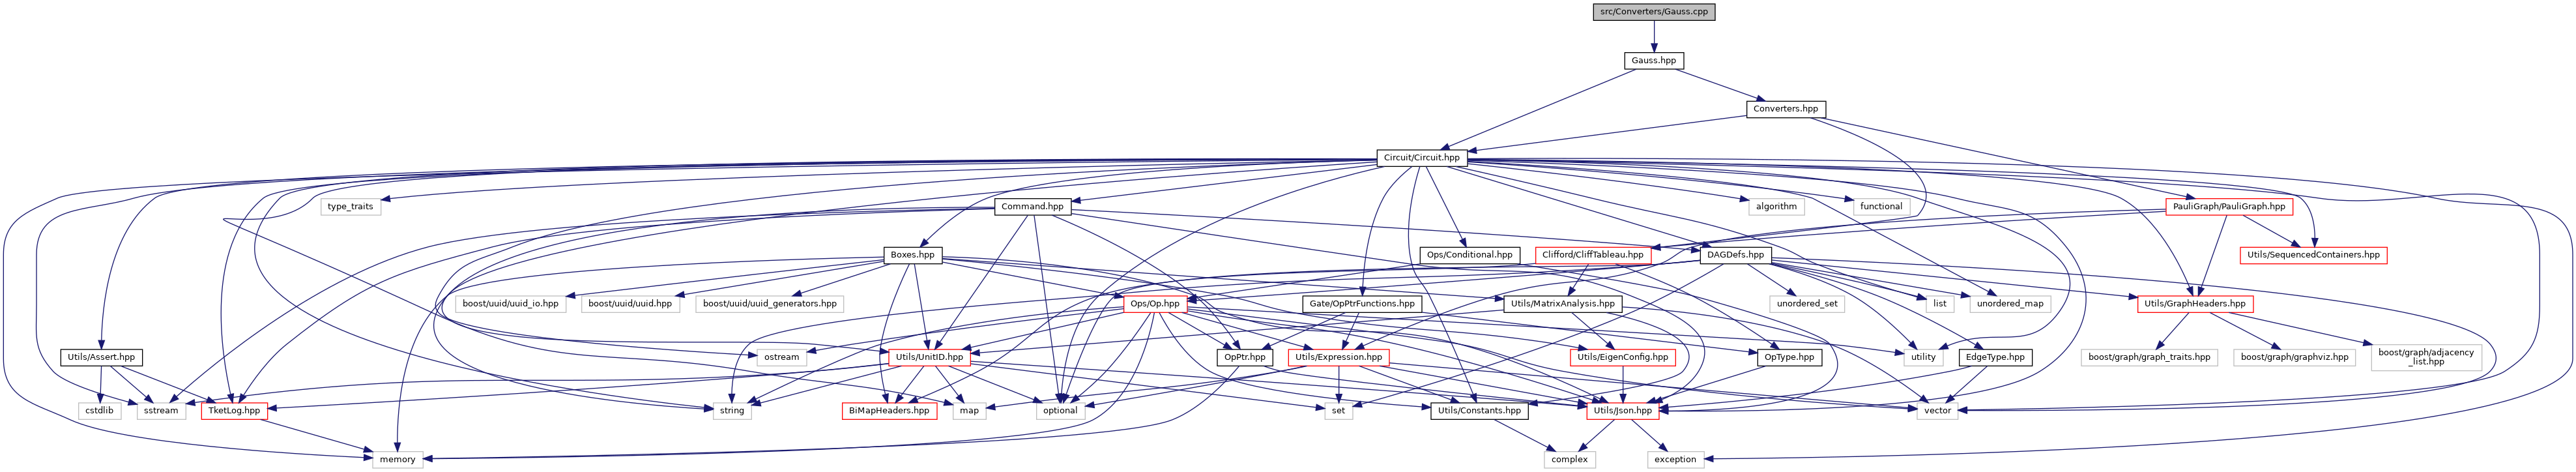 src/Converters/Gauss.cpp
Gauss.hpp
Converters.hpp
Circuit/Circuit.hpp
type_traits
Command.hpp
algorithm
functional
PauliGraph/PauliGraph.hpp
Boxes.hpp
Ops/Conditional.hpp
Clifford/CliffTableau.hpp
DAGDefs.hpp
Utils/SequencedContainers.hpp
boost/uuid/uuid_io.hpp
boost/uuid/uuid.hpp
boost/uuid/uuid_generators.hpp
Ops/Op.hpp
Gate/OpPtrFunctions.hpp
Utils/MatrixAnalysis.hpp
unordered_set
list
unordered_map
Utils/GraphHeaders.hpp
Utils/Assert.hpp
ostream
Utils/UnitID.hpp
OpPtr.hpp
Utils/Expression.hpp
Utils/EigenConfig.hpp
OpType.hpp
utility
EdgeType.hpp
boost/graph/graph_traits.hpp
boost/graph/graphviz.hpp
boost/graph/adjacency
_list.hpp
cstdlib
sstream
TketLog.hpp
string
BiMapHeaders.hpp
map
optional
set
Utils/Constants.hpp
Utils/Json.hpp
vector
memory
complex
exception